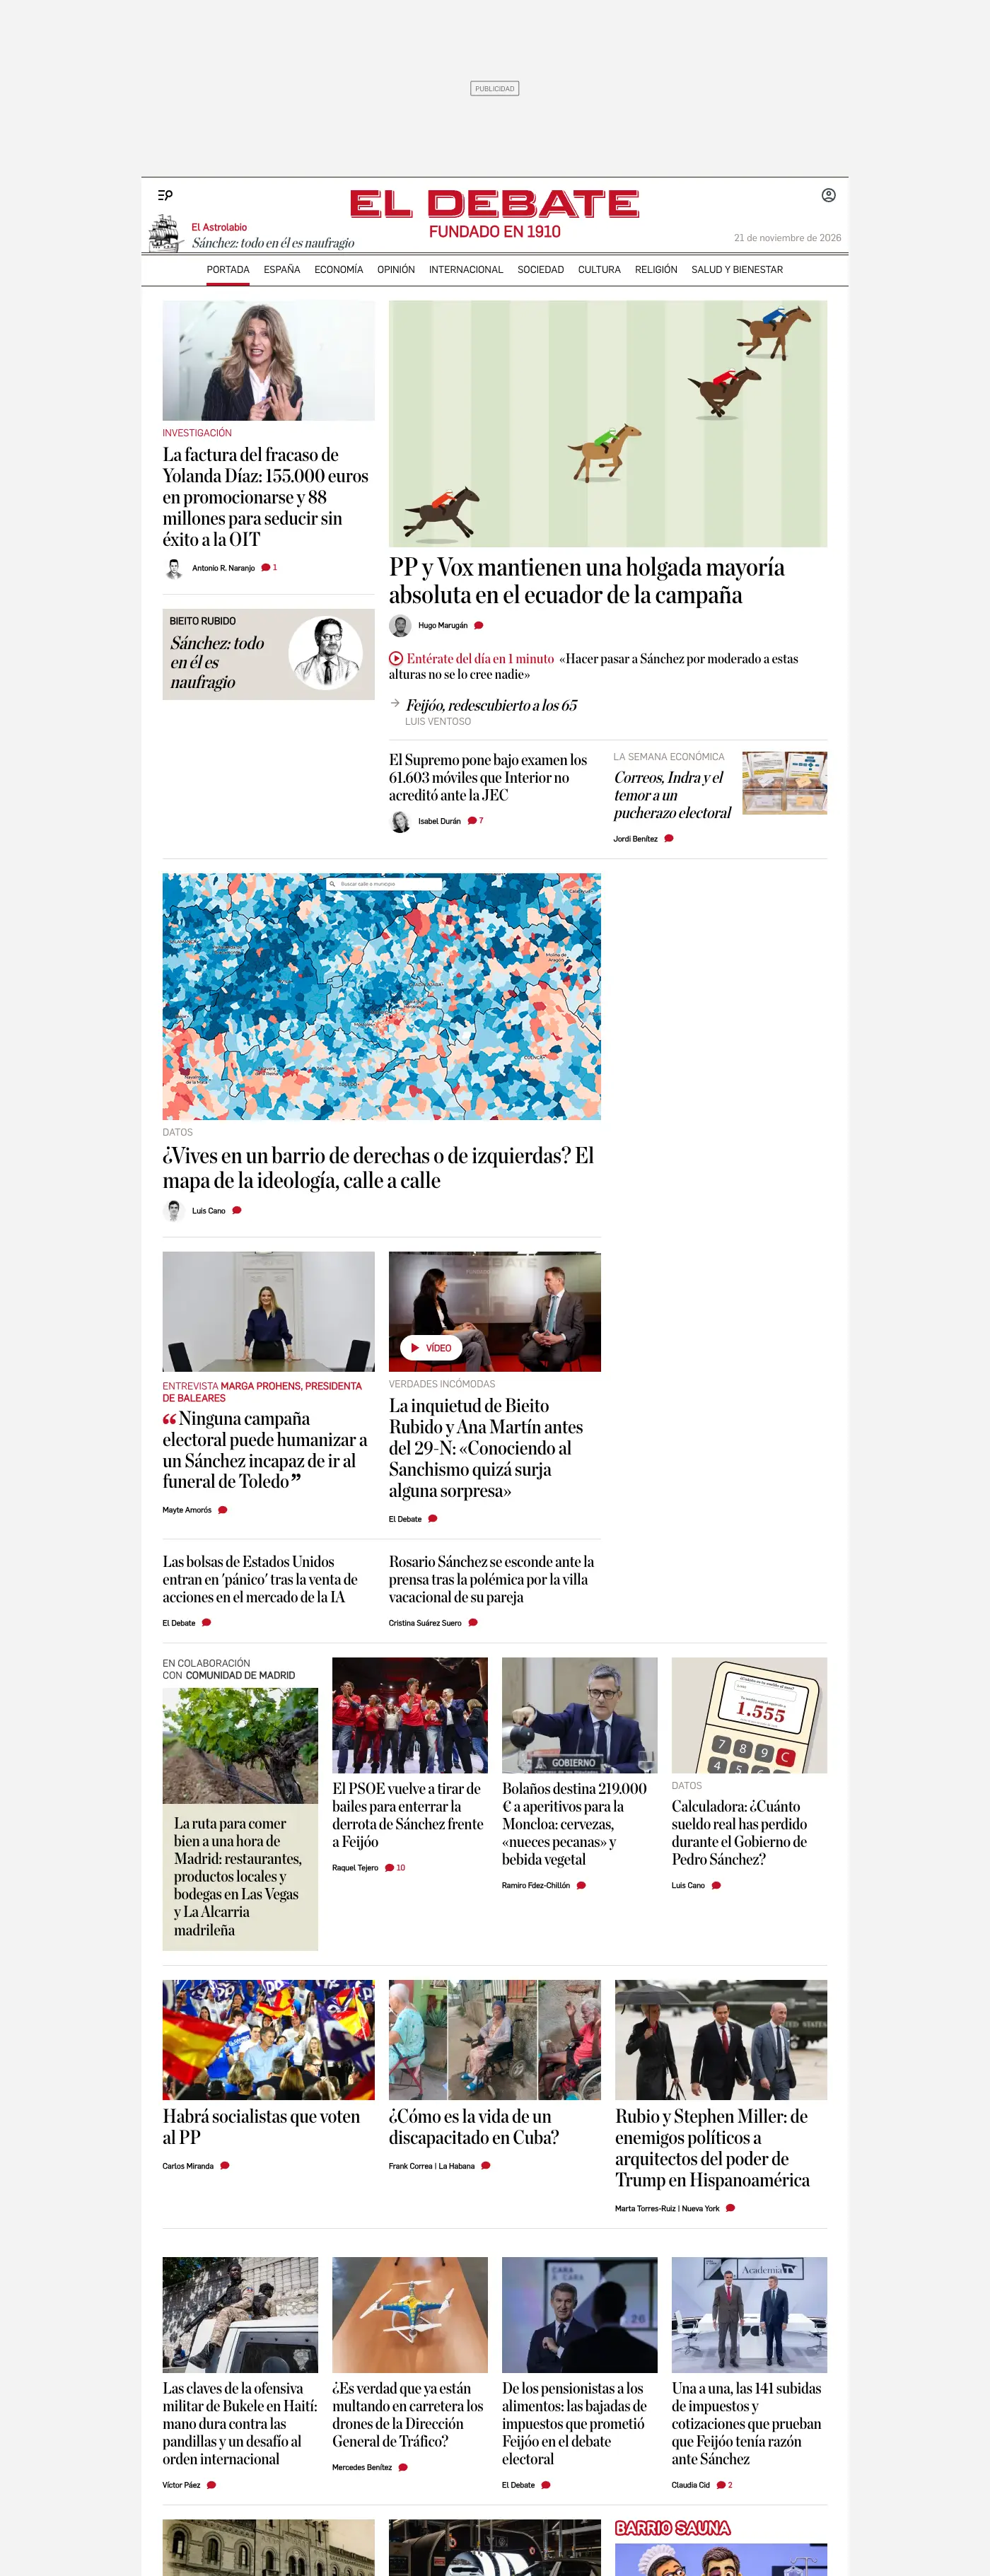 PUBLICIDAD
EL DEBATE
FUNDADO EN 1910
El Astrolabio
Sánchez: todo en él es naufragio
21 de noviembre de 2026
PORTADA ESPAÑA ECONOMÍA OPINIÓN INTERNACIONAL SOCIEDAD CULTURA RELIGIÓN SALUD Y BIENESTAR
INVESTIGACIÓN
La factura del fracaso de
Yolanda Díaz: 155.000 euros
en promocionarse y 88
millones para seducir sin
éxito a la OIT
Antonio R. Naranjo 1
BIEITO RUBIDO
Sánchez: todo
en él es
naufragio
PP y Vox mantienen una holgada mayoría
absoluta en el ecuador de la campaña
Hugo Marugán
Entérate del día en 1 minuto «Hacer pasar a Sánchez por moderado a estas
alturas no se lo cree nadie»
Feijóo, redescubierto a los 65
LUIS VENTOSO
El Supremo pone bajo examen los
61.603 móviles que Interior no
acreditó ante la JEC
Isabel Durán 7
LA SEMANA ECONÓMICA
Correos, Indra y el
temor a un
pucherazo electoral
Jordi Benítez
Buscar calle o municipio
DATOS
¿Vives en un barrio de derechas o de izquierdas? El
mapa de la ideología, calle a calle
Luis Cano
ENTREVISTA MARGA PROHENS, PRESIDENTA
DE BALEARES
“Ninguna campaña
electoral puede humanizar a
un Sánchez incapaz de ir al
funeral de Toledo”
Mayte Amorós
EL DEBATE
VÍDEO
VERDADES INCÓMODAS
La inquietud de Bieito
Rubido y Ana Martín antes
del 29-N: «Conociendo al
Sanchismo quizá surja
alguna sorpresa»
El Debate
Las bolsas de Estados Unidos
entran en 'pánico' tras la venta de
acciones en el mercado de la IA
El Debate
Rosario Sánchez se esconde ante la
prensa tras la polémica por la villa
vacacional de su pareja
Cristina Suárez Suero
EN COLABORACIÓN
CON COMUNIDAD DE MADRID
La ruta para comer
bien a una hora de
Madrid: restaurantes,
productos locales y
bodegas en Las Vegas
y La Alcarria
madrileña
El PSOE vuelve a tirar de
bailes para enterrar la
derrota de Sánchez frente
a Feijóo
Raquel Tejero 10
GOBIERNO
Bolaños destina 219.000
€ a aperitivos para la
Moncloa: cervezas,
«nueces pecanas» y
bebida vegetal
Ramiro Fdez-Chillón
1.555
7 8 9 C
4 5 6
DATOS
Calculadora: ¿Cuánto
sueldo real has perdido
durante el Gobierno de
Pedro Sánchez?
Luis Cano
Habrá socialistas que voten
al PP
Carlos Miranda
¿Cómo es la vida de un
discapacitado en Cuba?
Frank Correa | La Habana
Rubio y Stephen Miller: de
enemigos políticos a
arquitectos del poder de
Trump en Hispanoamérica
Marta Torres-Ruiz | Nueva York
Las claves de la ofensiva
militar de Bukele en Haití:
mano dura contra las
pandillas y un desafío al
orden internacional
Víctor Páez
¿Es verdad que ya están
multando en carretera los
drones de la Dirección
General de Tráfico?
Mercedes Benítez
CARA A
CARA
26
De los pensionistas a los
alimentos: las bajadas de
impuestos que prometió
Feijóo en el debate
electoral
El Debate
Academia TV
Una a una, las 141 subidas
de impuestos y
cotizaciones que prueban
que Feijóo tenía razón
ante Sánchez
Claudia Cid 2
BARRIO SAUNA